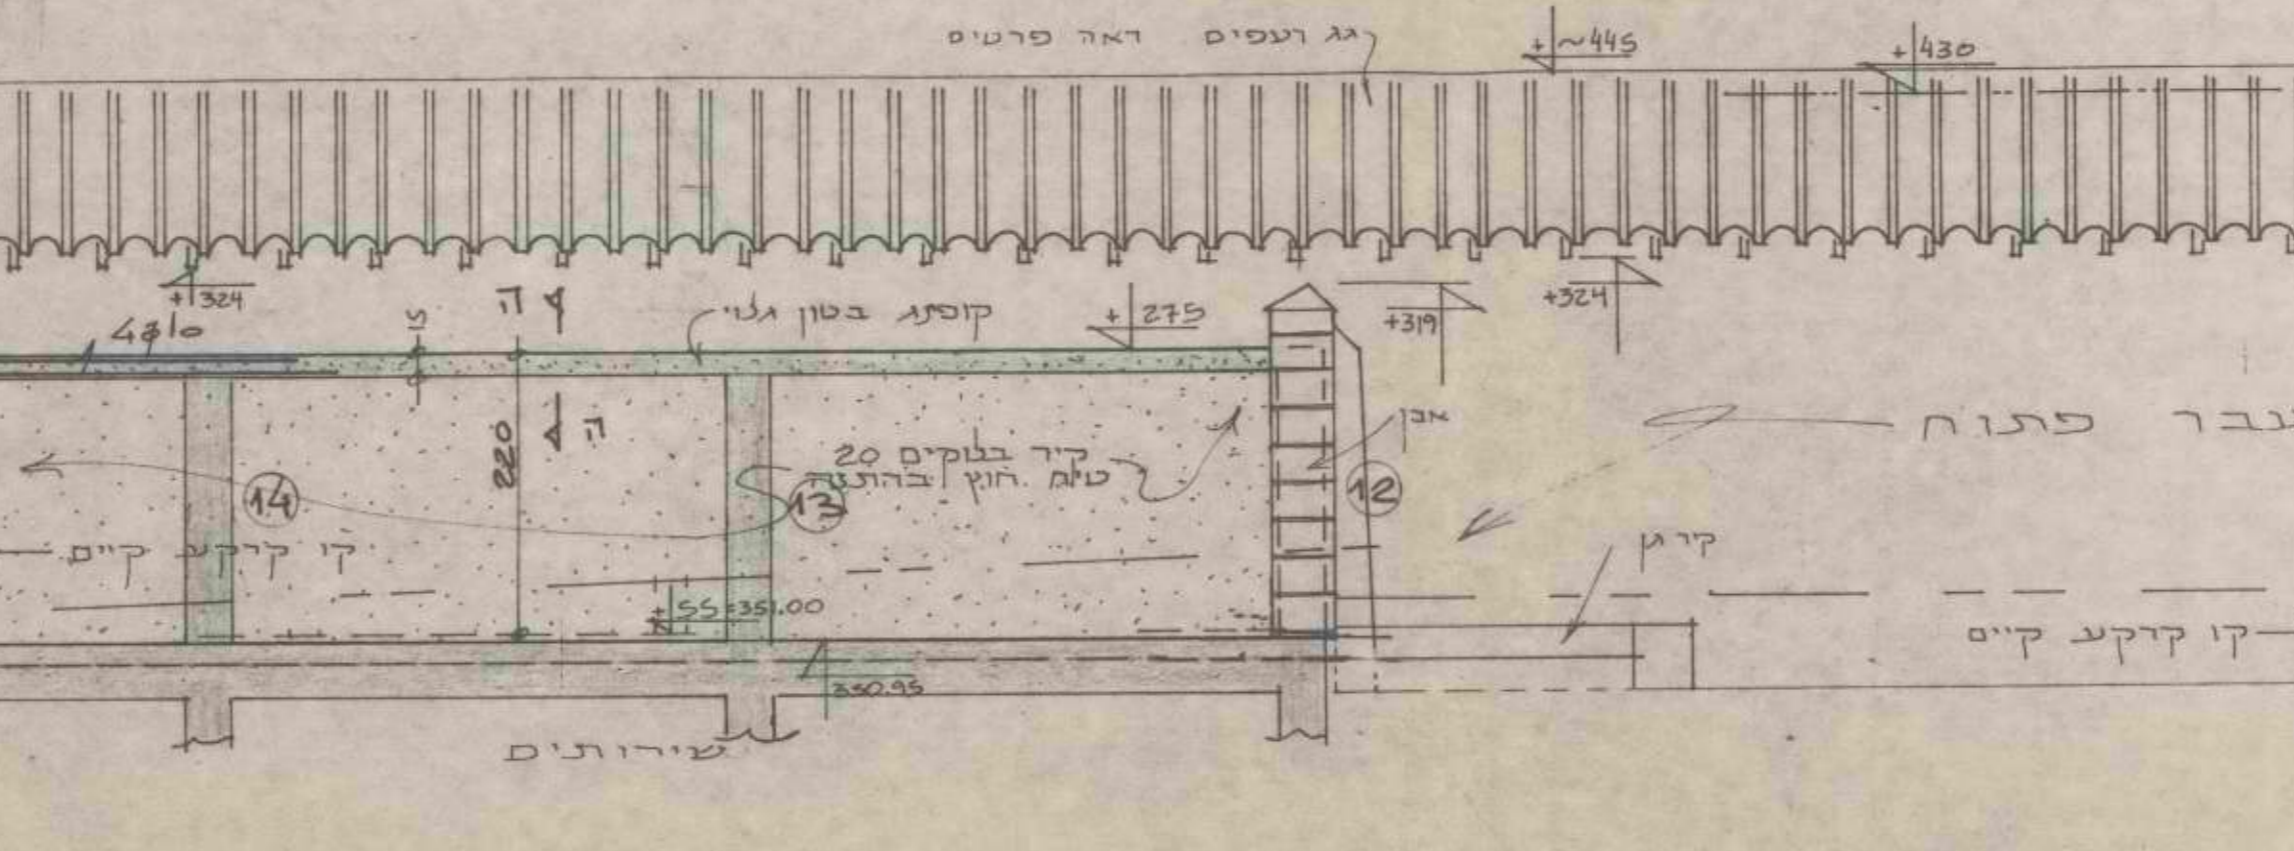 גג רעפים ראה פרטים
+~445
+430
+324
4φ10
15
ה
קופינג בטון גלוי
+275
+319
+324
220
ה
אבן
מעבר פתוח
קיר בלוקים 20
טיח חוץ בהתזה
14
13
12
קו קרקע קיים
קיר גן
+55=351.00
קו קרקע קיים
350.95
שירותים